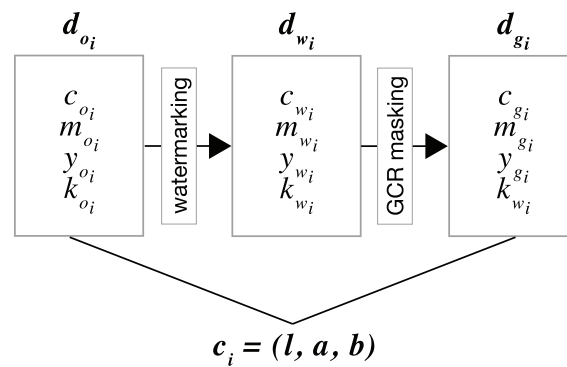 d_{o_i} d_{w_i} d_{g_i}
c_{o_i} c_{w_i} c_{g_i}
m_{o_i} m_{w_i} m_{g_i}
y_{o_i} y_{w_i} y_{g_i}
k_{o_i} k_{w_i} k_{w_i}
watermarking
GCR masking
c_i = (l, a, b)